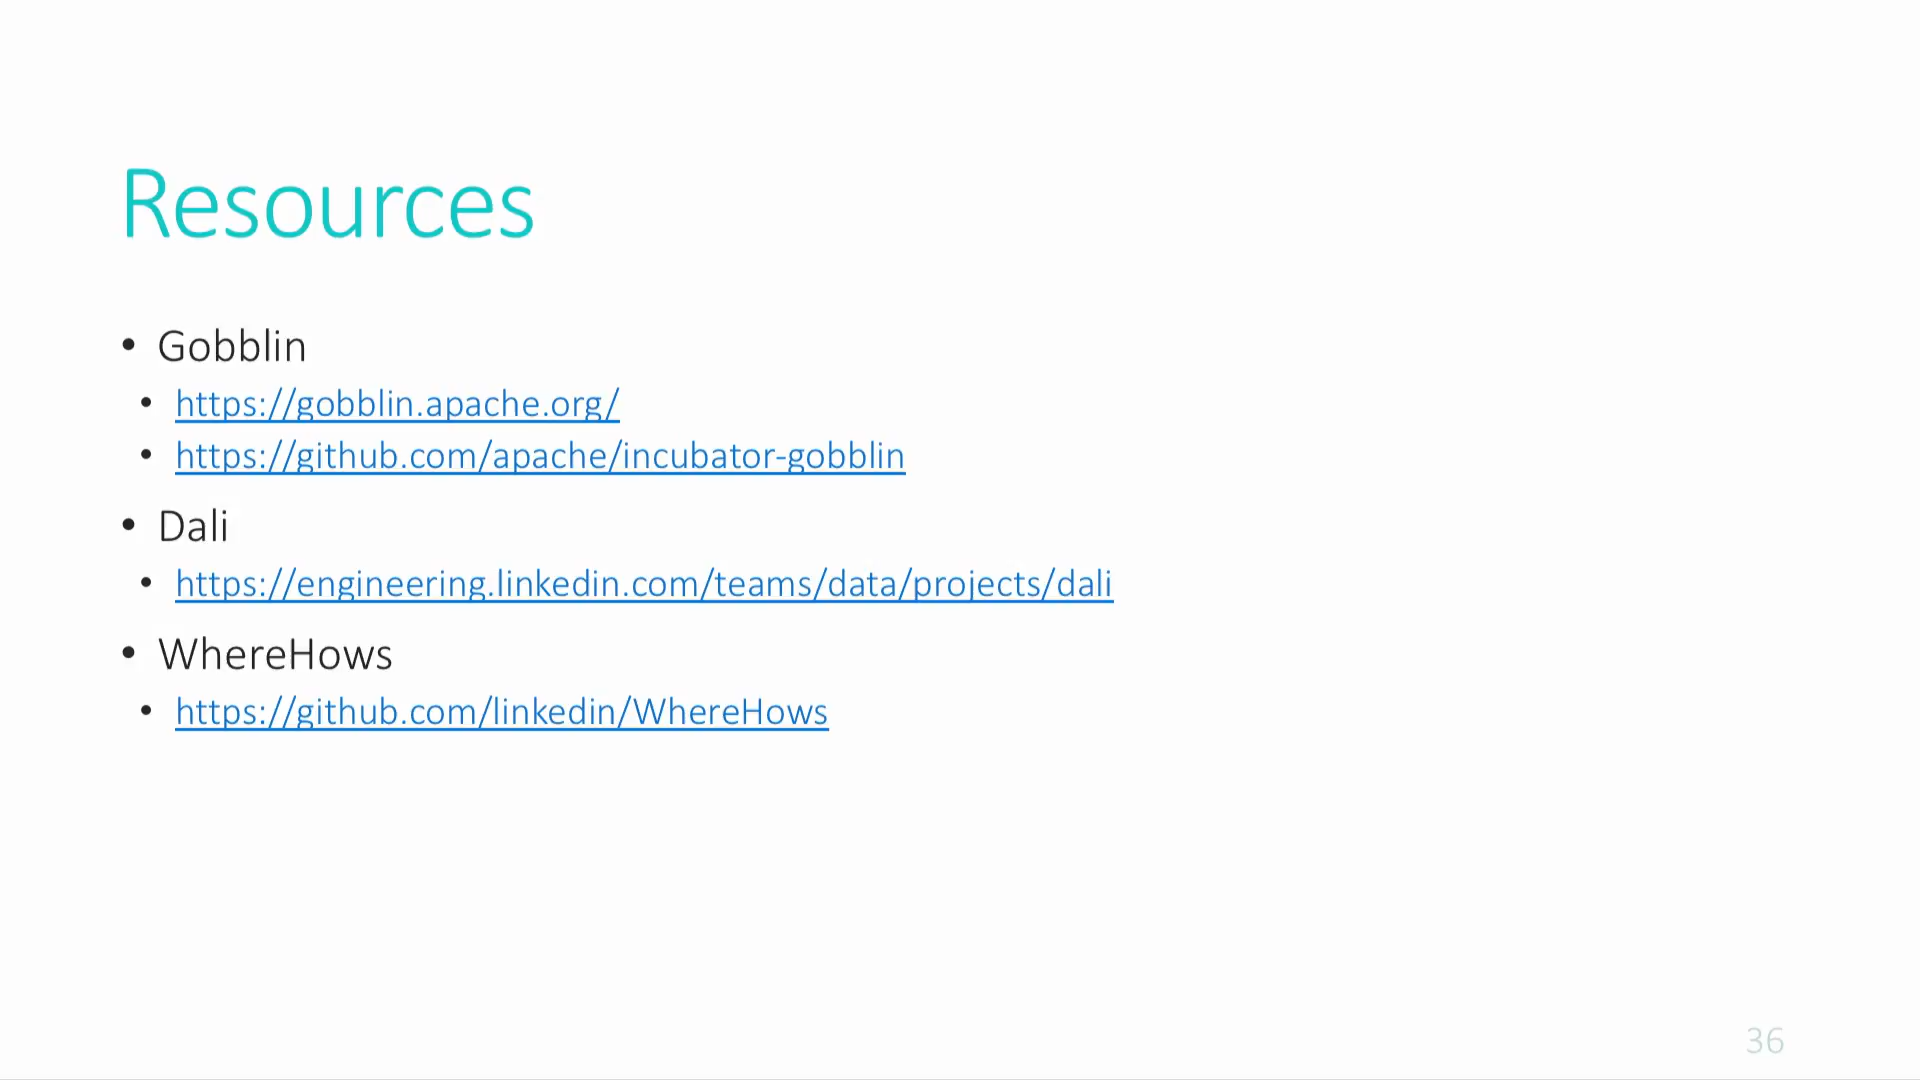 Resources
• Gobblin
• https://gobblin.apache.org/
• https://github.com/apache/incubator-gobblin
• Dali
• https://engineering.linkedin.com/teams/data/projects/dali
• WhereHows
• https://github.com/linkedin/WhereHows
36